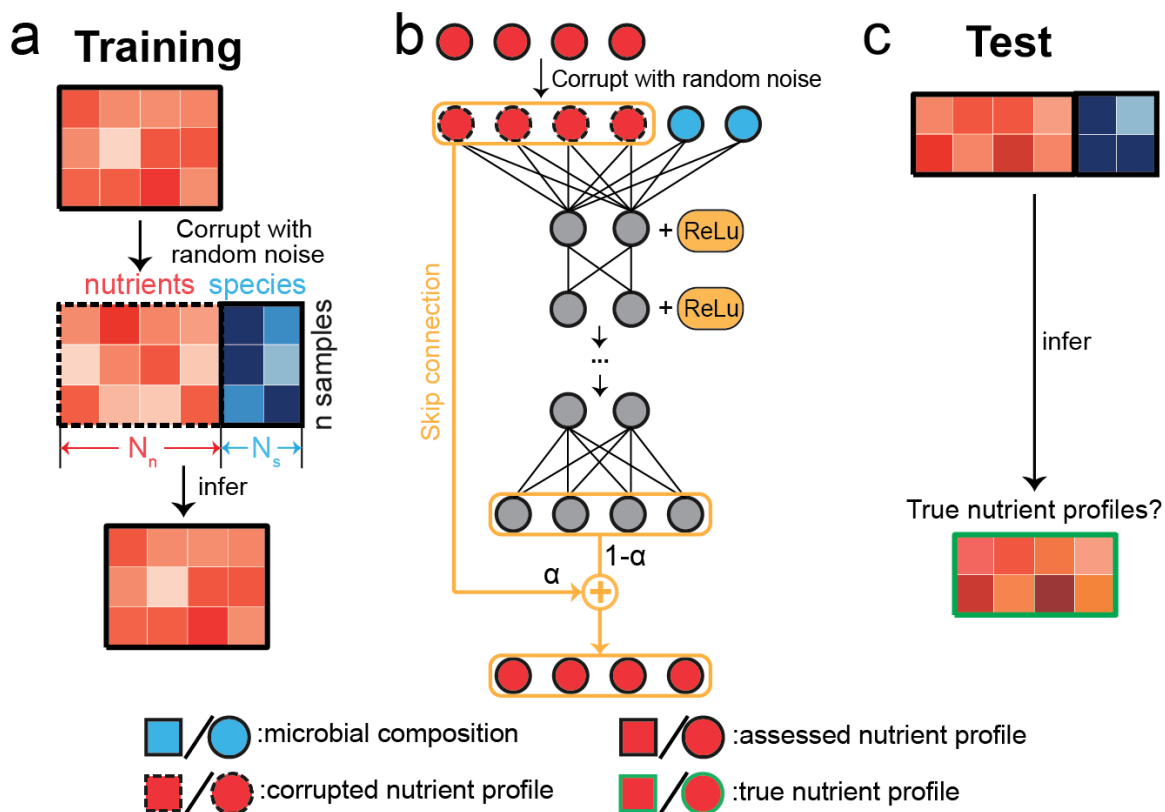 a Training
Corrupt with
random noise
nutrients species
n samples
Nₙ Nₛ
infer
b
Corrupt with random noise
+ ReLu
+ ReLu
...
Skip connection
1-α
α
+
c Test
infer
True nutrient profiles?
:microbial composition
:assessed nutrient profile
:corrupted nutrient profile
:true nutrient profile